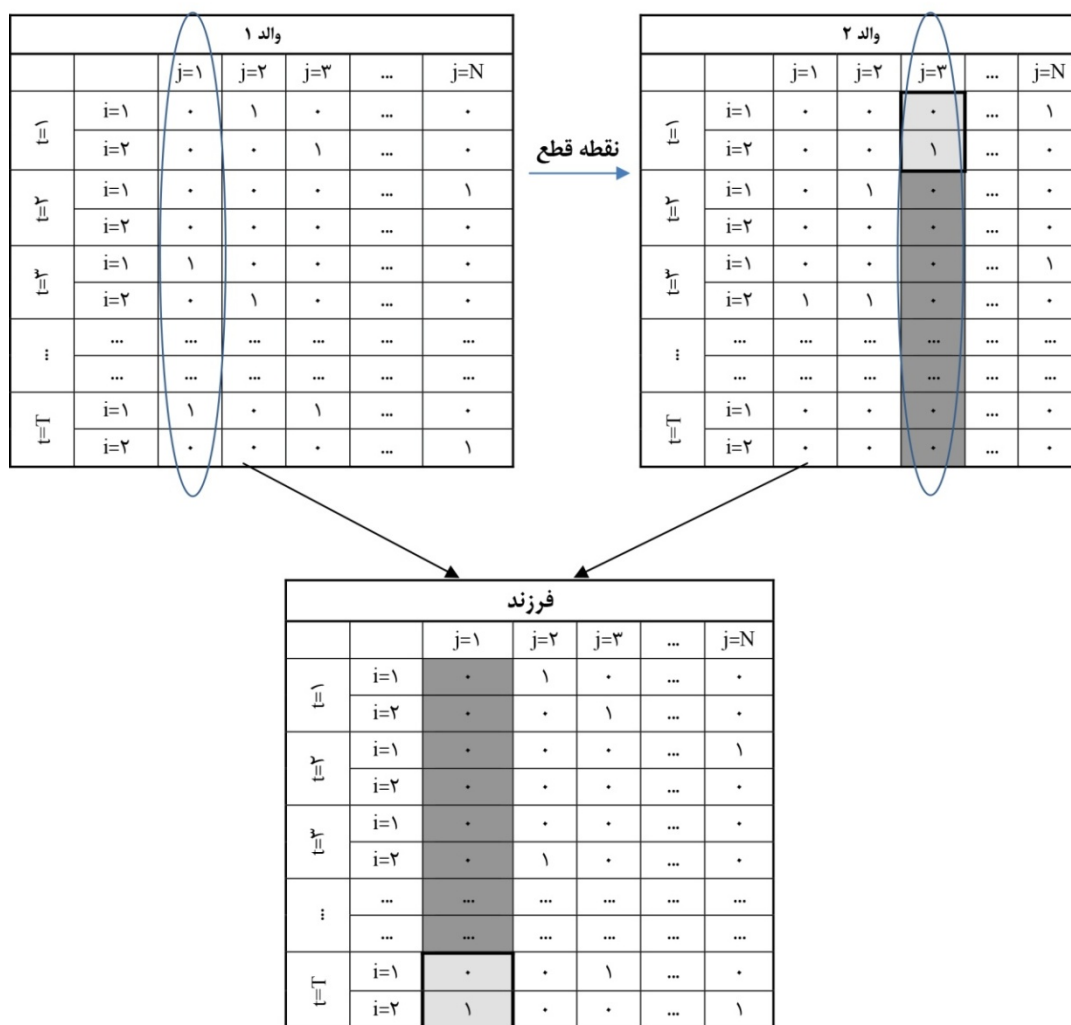 والد ۱
j=۱ j=۲ j=۳ ... j=N
t=۱ i=۱ ۰ ۱ ۰ ... ۰
i=۲ ۰ ۰ ۱ ... ۰
t=۲ i=۱ ۰ ۰ ۰ ... ۱
i=۲ ۰ ۰ ۰ ... ۰
t=۳ i=۱ ۱ ۰ ۰ ... ۰
i=۲ ۰ ۱ ۰ ... ۰
... ... ... ... ... ... ...
... ... ... ... ... ...
t=T i=۱ ۱ ۰ ۱ ... ۰
i=۲ ۰ ۰ ۰ ... ۱
نقطه قطع
والد ۲
j=۱ j=۲ j=۳ ... j=N
t=۱ i=۱ ۰ ۰ ۰ ... ۱
i=۲ ۰ ۰ ۱ ... ۰
t=۲ i=۱ ۰ ۱ ۰ ... ۰
i=۲ ۰ ۰ ۰ ... ۰
t=۳ i=۱ ۰ ۰ ۰ ... ۱
i=۲ ۱ ۱ ۰ ... ۰
... ... ... ... ... ... ...
... ... ... ... ... ...
t=T i=۱ ۰ ۰ ۰ ... ۰
i=۲ ۰ ۰ ۰ ... ۰
فرزند
j=۱ j=۲ j=۳ ... j=N
t=۱ i=۱ ۰ ۱ ۰ ... ۰
i=۲ ۰ ۰ ۱ ... ۰
t=۲ i=۱ ۰ ۰ ۰ ... ۱
i=۲ ۰ ۰ ۰ ... ۰
t=۳ i=۱ ۰ ۰ ۰ ... ۰
i=۲ ۰ ۱ ۰ ... ۰
... ... ... ... ... ... ...
... ... ... ... ... ...
t=T i=۱ ۰ ۰ ۱ ... ۰
i=۲ ۱ ۰ ۰ ... ۱